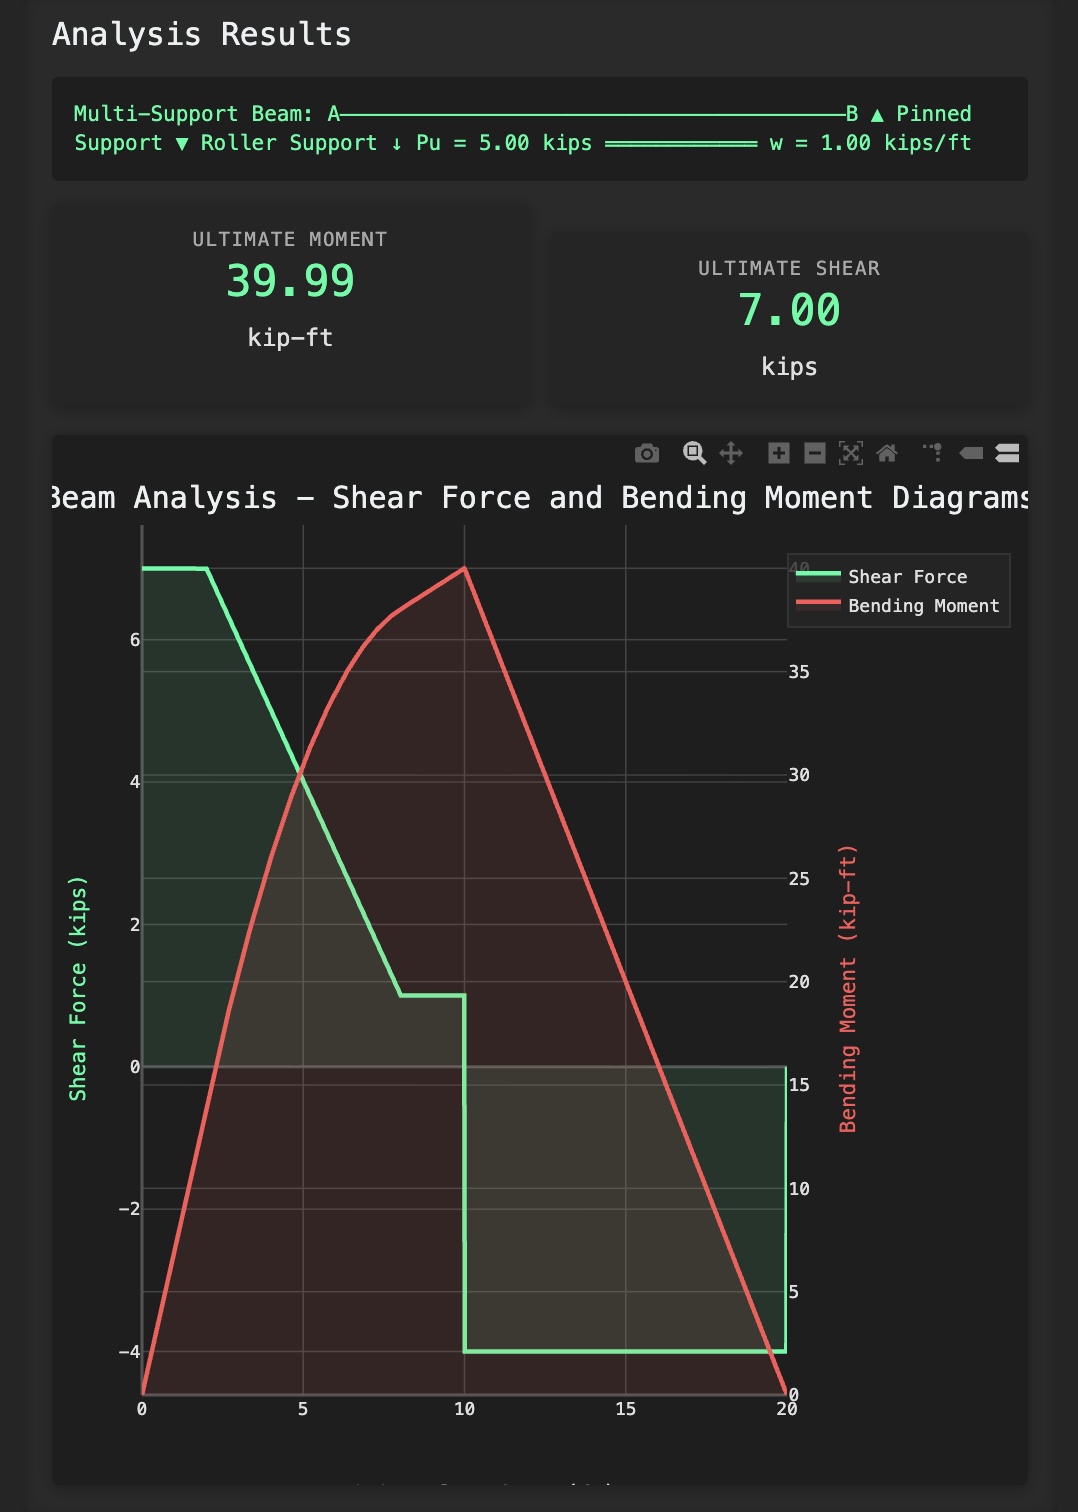 Analysis Results
Multi-Support Beam: A────────────────────────B ▲ Pinned
Support ▼ Roller Support ↓ Pu = 5.00 kips ════════════ w = 1.00 kips/ft
ULTIMATE MOMENT
39.99
kip-ft
ULTIMATE SHEAR
7.00
kips
Beam Analysis - Shear Force and Bending Moment Diagrams
Shear Force
Bending Moment
Shear Force (kips)
6
4
2
0
−2
−4
40
35
30
25
20
15
10
5
0
Bending Moment (kip-ft)
0
5
10
15
20